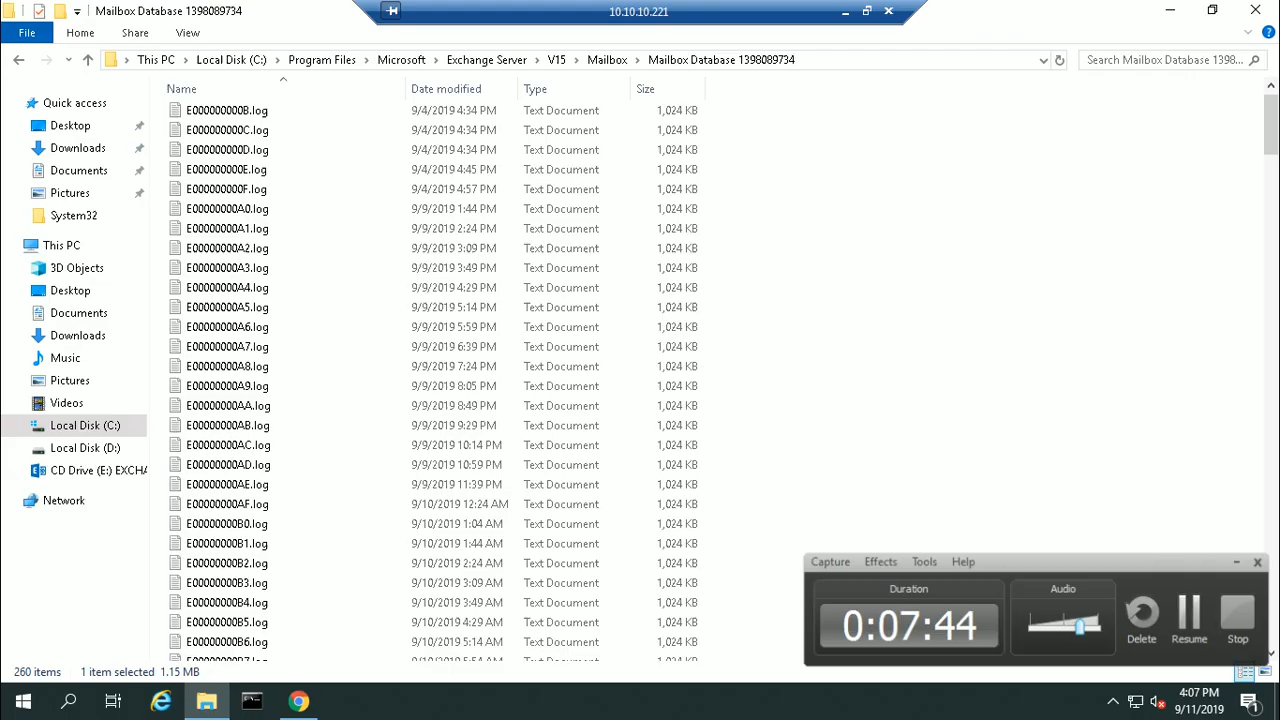 Mailbox Database 1398089734
10.10.10.221
File Home Share View
This PC Local Disk (C:) Program Files Microsoft Exchange Server V15 Mailbox Mailbox Database 1398089734
Search Mailbox Database 1398...
Name Date modified Type Size
Quick access
Desktop
Downloads
Documents
Pictures
System32
This PC
3D Objects
Desktop
Documents
Downloads
Music
Pictures
Videos
Local Disk (C:)
Local Disk (D:)
CD Drive (E:) EXCHA
Network
E000000000B.log 9/4/2019 4:34 PM Text Document 1,024 KB
E000000000C.log 9/4/2019 4:34 PM Text Document 1,024 KB
E000000000D.log 9/4/2019 4:34 PM Text Document 1,024 KB
E000000000E.log 9/4/2019 4:45 PM Text Document 1,024 KB
E000000000F.log 9/4/2019 4:57 PM Text Document 1,024 KB
E00000000A0.log 9/9/2019 1:44 PM Text Document 1,024 KB
E00000000A1.log 9/9/2019 2:24 PM Text Document 1,024 KB
E00000000A2.log 9/9/2019 3:09 PM Text Document 1,024 KB
E00000000A3.log 9/9/2019 3:49 PM Text Document 1,024 KB
E00000000A4.log 9/9/2019 4:29 PM Text Document 1,024 KB
E00000000A5.log 9/9/2019 5:14 PM Text Document 1,024 KB
E00000000A6.log 9/9/2019 5:59 PM Text Document 1,024 KB
E00000000A7.log 9/9/2019 6:39 PM Text Document 1,024 KB
E00000000A8.log 9/9/2019 7:24 PM Text Document 1,024 KB
E00000000A9.log 9/9/2019 8:05 PM Text Document 1,024 KB
E00000000AA.log 9/9/2019 8:49 PM Text Document 1,024 KB
E00000000AB.log 9/9/2019 9:29 PM Text Document 1,024 KB
E00000000AC.log 9/9/2019 10:14 PM Text Document 1,024 KB
E00000000AD.log 9/9/2019 10:59 PM Text Document 1,024 KB
E00000000AE.log 9/9/2019 11:39 PM Text Document 1,024 KB
E00000000AF.log 9/10/2019 12:24 AM Text Document 1,024 KB
E00000000B0.log 9/10/2019 1:04 AM Text Document 1,024 KB
E00000000B1.log 9/10/2019 1:44 AM Text Document 1,024 KB
E00000000B2.log 9/10/2019 2:24 AM Text Document 1,024 KB
E00000000B3.log 9/10/2019 3:09 AM Text Document 1,024 KB
E00000000B4.log 9/10/2019 3:49 AM Text Document 1,024 KB
E00000000B5.log 9/10/2019 4:29 AM Text Document 1,024 KB
E00000000B6.log 9/10/2019 5:14 AM Text Document 1,024 KB
Capture Effects Tools Help
Duration Audio
0:07:44
Delete Resume Stop
260 items 1 item selected 1.15 MB
4:07 PM
9/11/2019
1